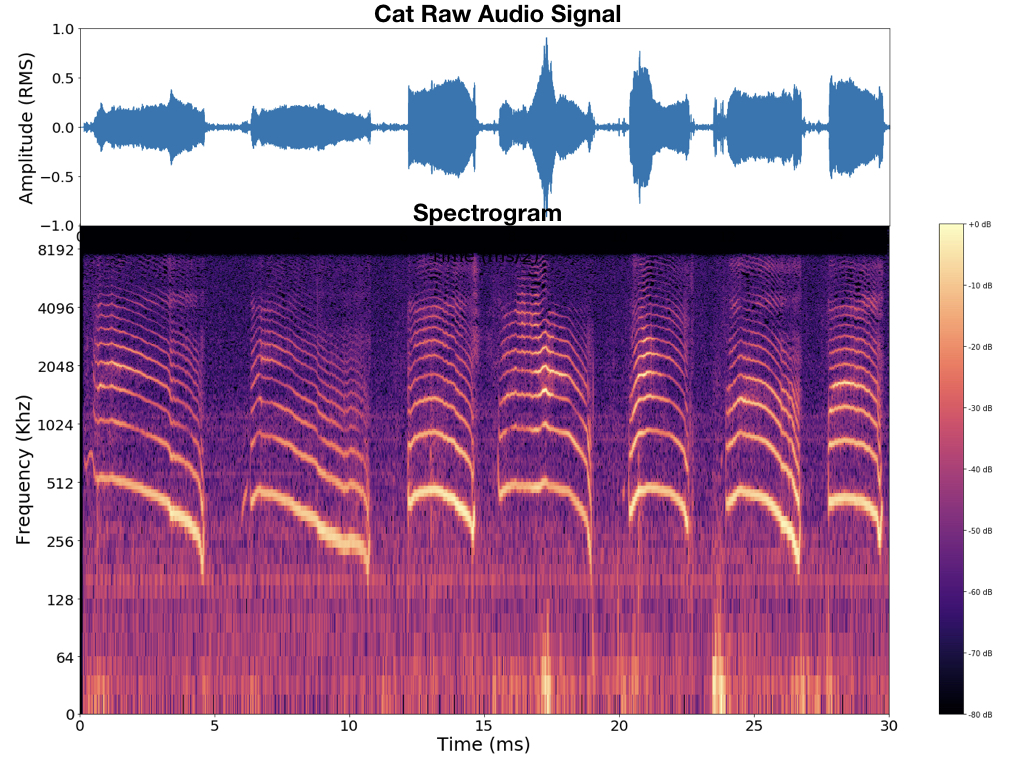 Cat Raw Audio Signal
1.0
0.5
0.0
−0.5
−1.0
Amplitude (RMS)
Spectrogram
8192
4096
2048
1024
512
256
128
64
0
Frequency (Khz)
0 5 10 15 20 25 30
Time (ms)
+0 dB
-10 dB
-20 dB
-30 dB
-40 dB
-50 dB
-60 dB
-70 dB
-80 dB